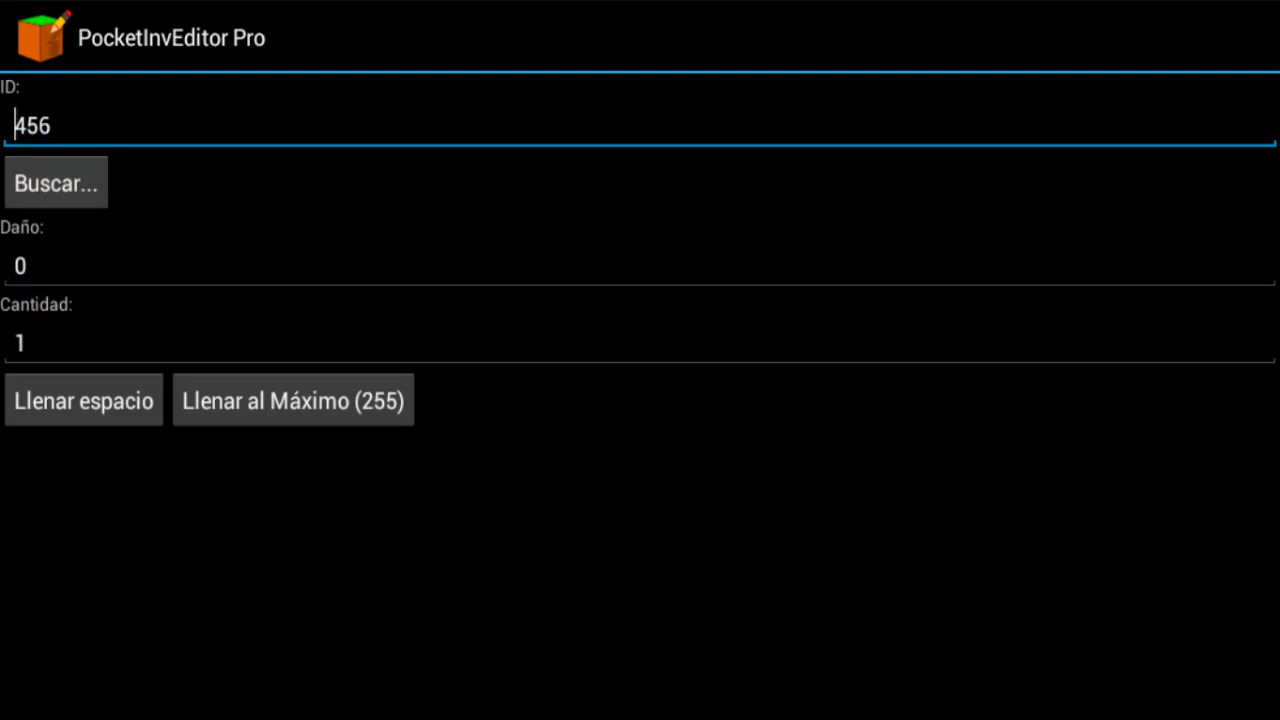 PocketInvEditor Pro
ID:
456
Buscar...
Daño:
0
Cantidad:
1
Llenar espacio Llenar al Máximo (255)